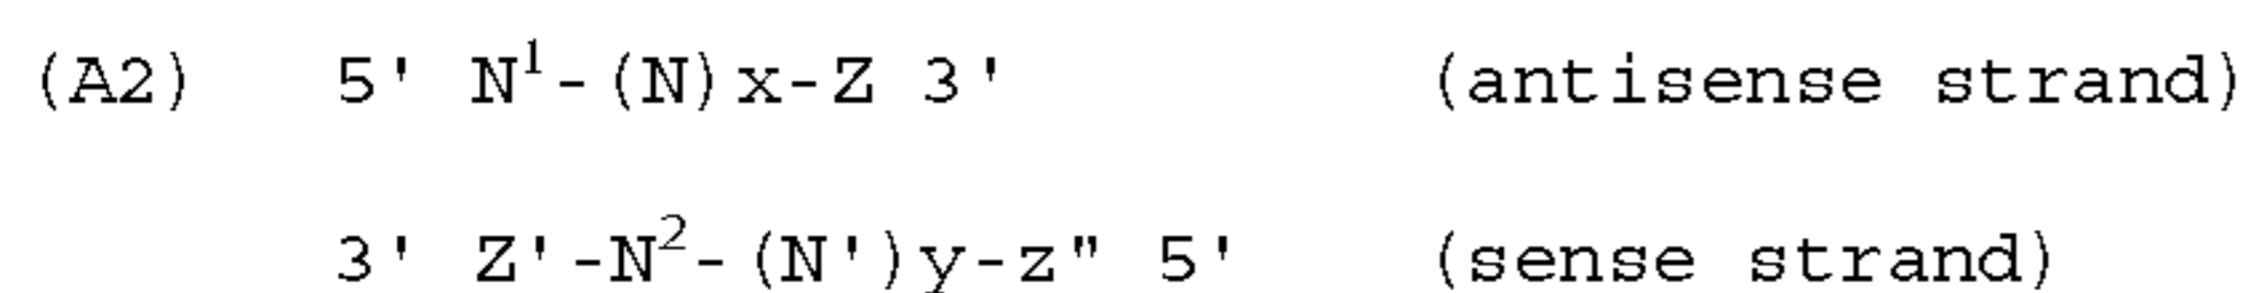 (A2) 5' N¹-(N)x-Z 3' (antisense strand)
3' Z'-N²-(N')y-z" 5' (sense strand)